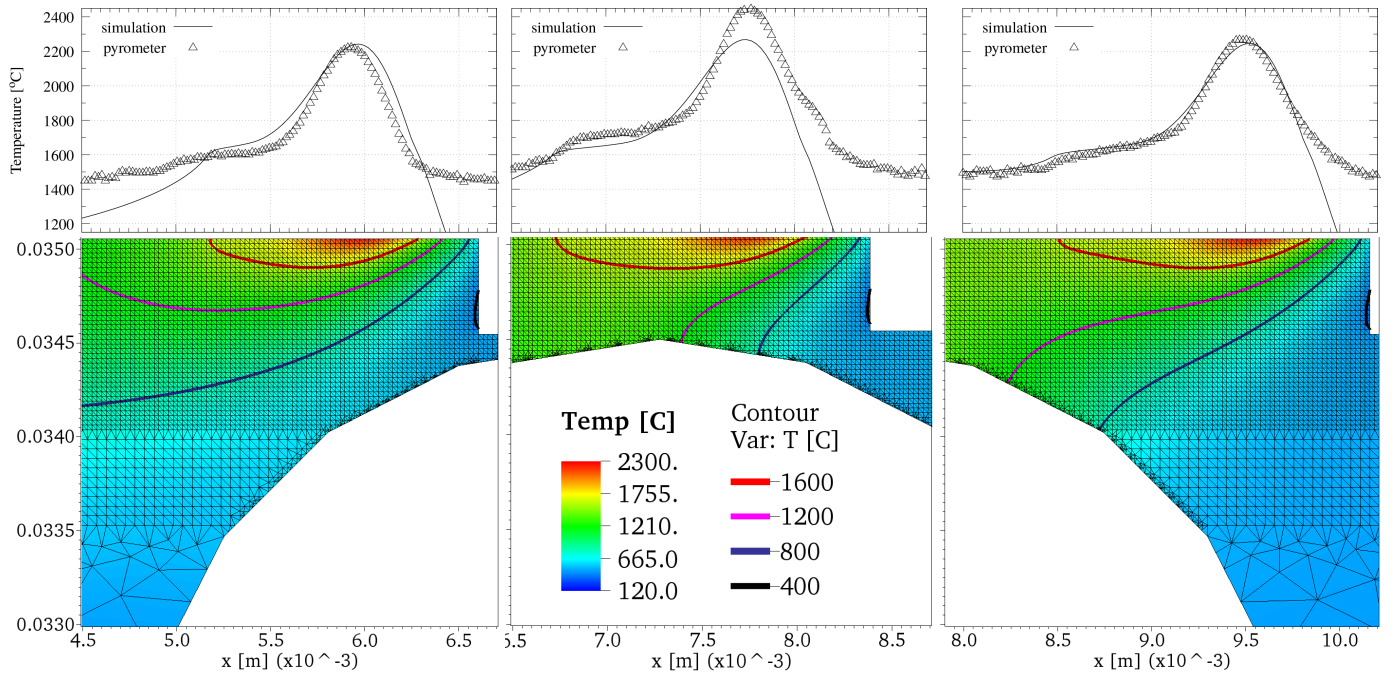 2400
2200
2000
1800
1600
1400
1200
Temperature [ºC]
simulation
pyrometer
simulation
pyrometer
simulation
pyrometer
0.0350
0.0345
0.0340
0.0335
0.0330
4.5 5.0 5.5 6.0 6.5
x [m] (x10^-3)
5.5 7.0 7.5 8.0 8.5
x [m] (x10^-3)
8.0 8.5 9.0 9.5 10.0
x [m] (x10^-3)
Temp [C]
2300.
1755.
1210.
665.0
120.0
Contour
Var: T [C]
1600
1200
800
400